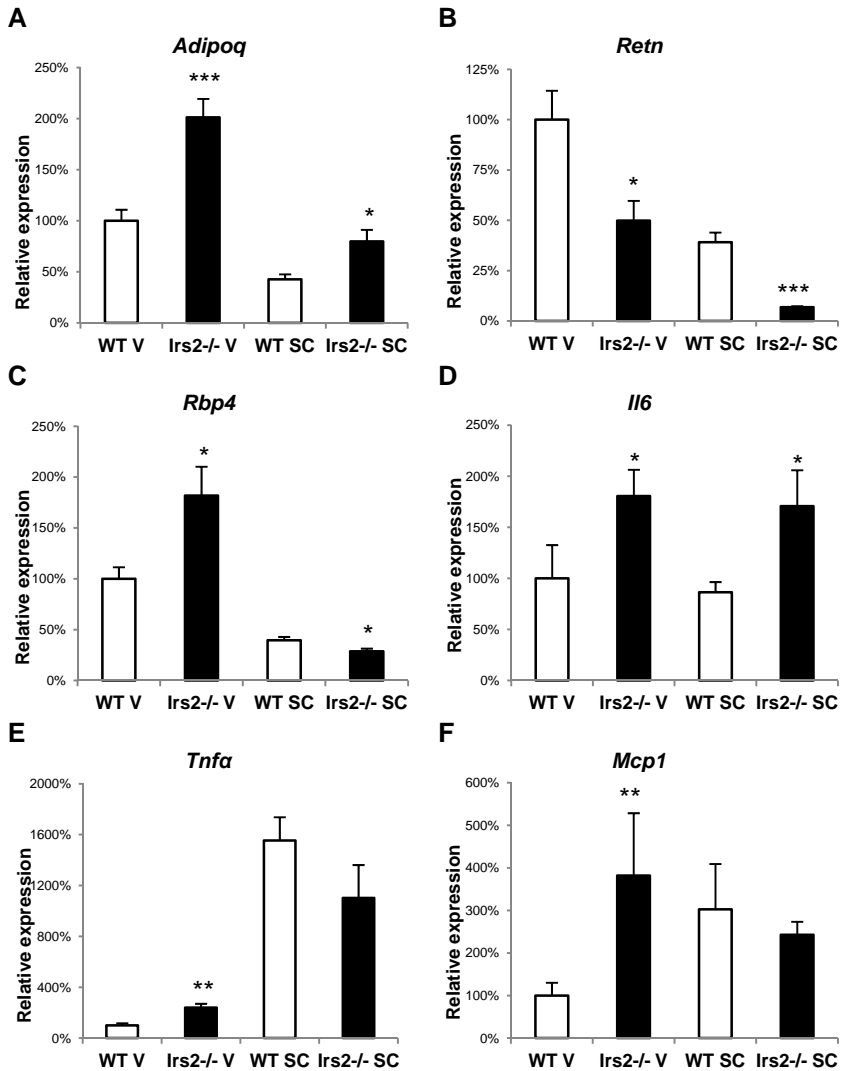 A
Adipoq
Relative expression
250%
200%
150%
100%
50%
0%
***
*
WT V Irs2-/- V WT SC Irs2-/- SC
B
Retn
Relative expression
125%
100%
75%
50%
25%
0%
*
***
WT V Irs2-/- V WT SC Irs2-/- SC
C
Rbp4
Relative expression
250%
200%
150%
100%
50%
0%
*
*
WT V Irs2-/- V WT SC Irs2-/- SC
D
Il6
Relative expression
250%
200%
150%
100%
50%
0%
*
*
WT V Irs2-/- V WT SC Irs2-/- SC
E
Tnfα
Relative expression
2000%
1600%
1200%
800%
400%
0%
**
WT V Irs2-/- V WT SC Irs2-/- SC
F
Mcp1
Relative expression
600%
500%
400%
300%
200%
100%
0%
**
WT V Irs2-/- V WT SC Irs2-/- SC